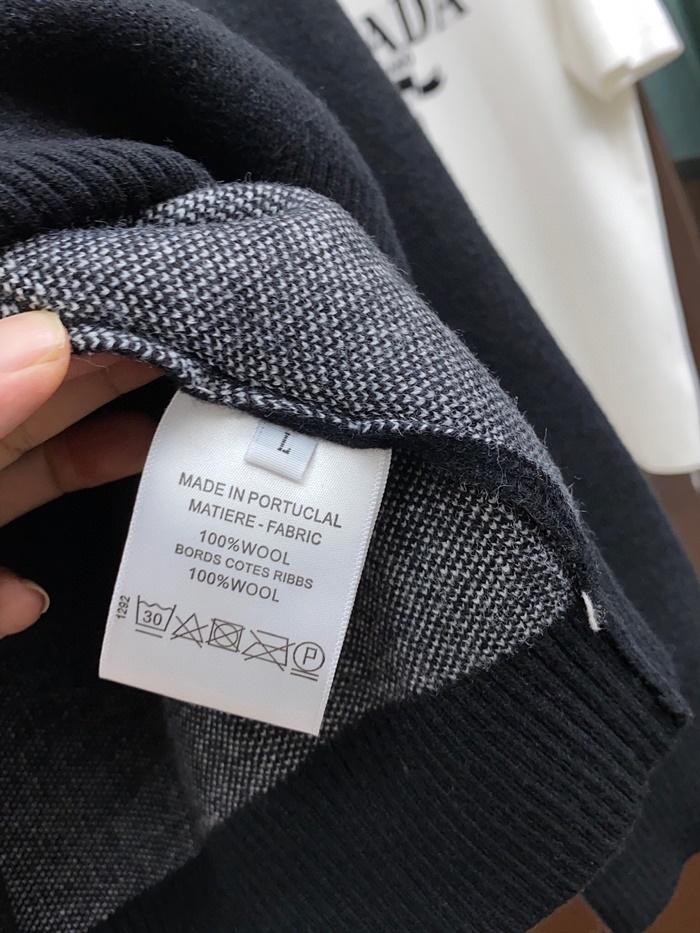 ADA
L
MADE IN PORTUCLAL
MATIERE - FABRIC
100%WOOL
BORDS COTES RIBBS
100%WOOL
1292
30
P